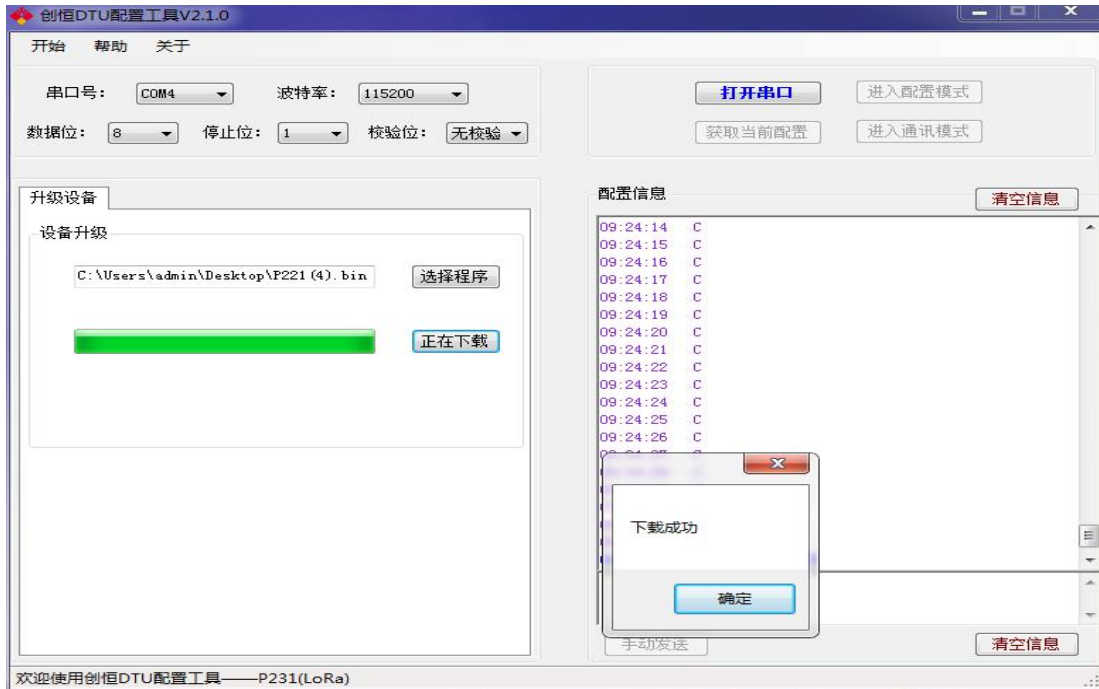 创恒DTU配置工具V2.1.0
开始 帮助 关于
串口号： COM4 波特率： 115200
数据位： 8 停止位： 1 校验位： 无校验
打开串口 进入配置模式
获取当前配置 进入通讯模式
升级设备
设备升级
C:\Users\admin\Desktop\P221(4).bin 选择程序
正在下载
配置信息 清空信息
09:24:14 C
09:24:15 C
09:24:16 C
09:24:17 C
09:24:18 C
09:24:19 C
09:24:20 C
09:24:21 C
09:24:22 C
09:24:23 C
09:24:24 C
09:24:25 C
09:24:26 C
下载成功
确定
手动发送 清空信息
欢迎使用创恒DTU配置工具——P231(LoRa)